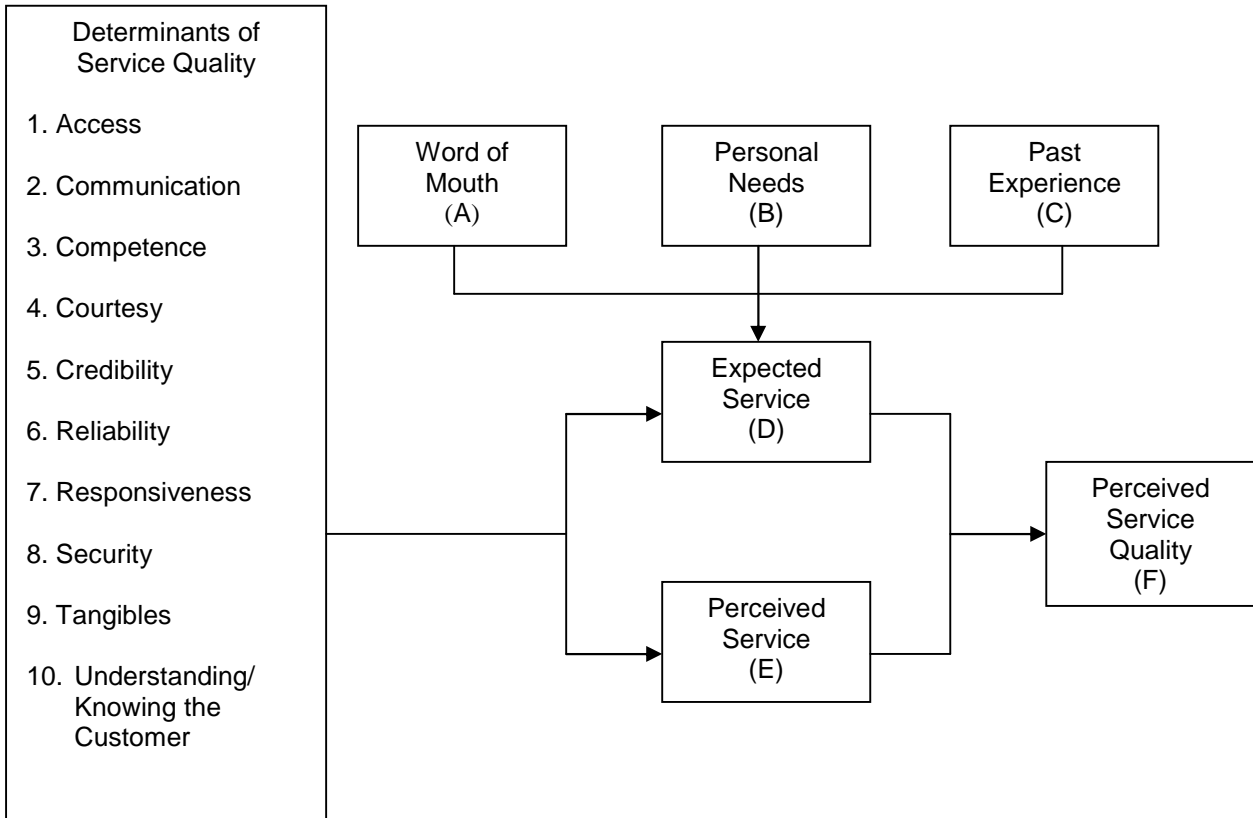 Determinants of
Service Quality
1. Access
2. Communication
3. Competence
4. Courtesy
5. Credibility
6. Reliability
7. Responsiveness
8. Security
9. Tangibles
10. Understanding/
Knowing the
Customer
Word of
Mouth
(A)
Personal
Needs
(B)
Past
Experience
(C)
Expected
Service
(D)
Perceived
Service
(E)
Perceived
Service
Quality
(F)